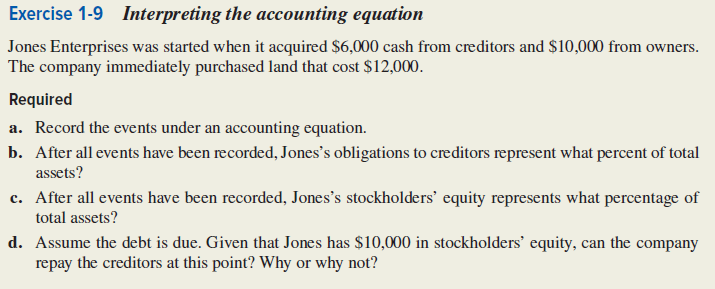 Exercise 1-9 Interpreting the accounting equation
Jones Enterprises was started when it acquired $6,000 cash from creditors and $10,000 from owners.
The company immediately purchased land that cost $12,000.
Required
a. Record the events under an accounting equation.
b. After all events have been recorded, Jones’s obligations to creditors represent what percent of total
assets?
c. After all events have been recorded, Jones’s stockholders’ equity represents what percentage of
total assets?
d. Assume the debt is due. Given that Jones has $10,000 in stockholders’ equity, can the company
repay the creditors at this point? Why or why not?